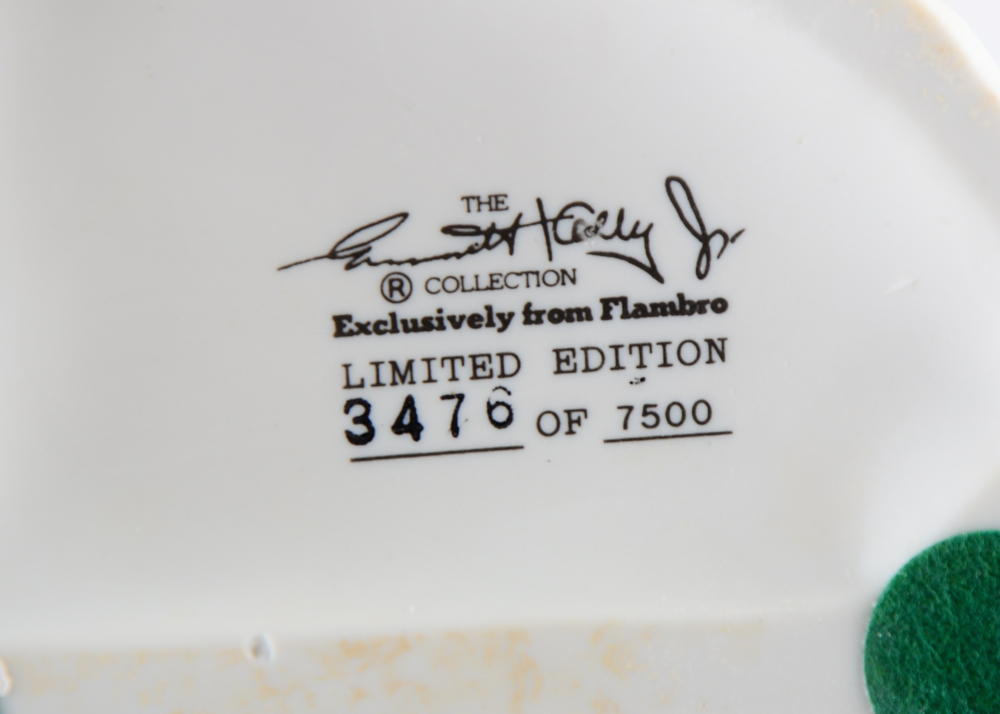 THE
Emmett Kelly Jr.
® COLLECTION
Exclusively from Flambro
LIMITED EDITION
3476 OF 7500